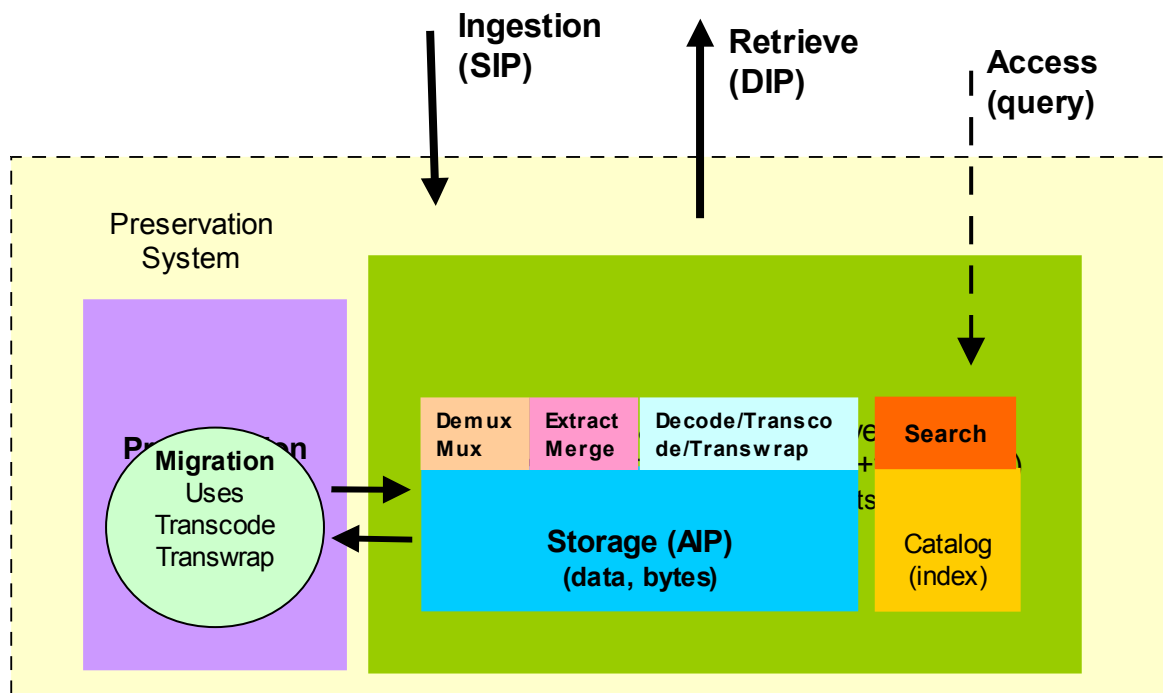 Ingestion
(SIP)
Retrieve
(DIP)
Access
(query)
Preservation
System
Migration
Uses
Transcode
Transwrap
Demux
Mux
Extract
Merge
Decode/Transco
de/Transwrap
Search
Storage (AIP)
(data, bytes)
Catalog
(index)